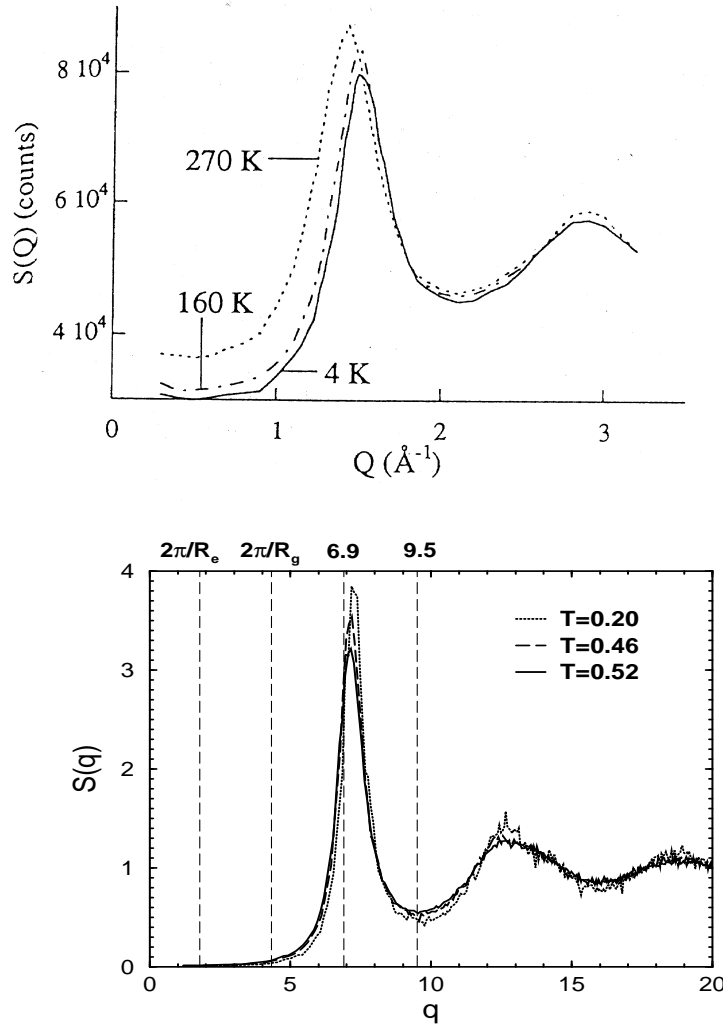 8 10⁴
6 10⁴
4 10⁴
S(Q) (counts)
270 K
160 K
4 K
0 1 2 3
Q (Å⁻¹)
2π/Rₑ 2π/R_g 6.9 9.5
4
3
2
1
0
S(q)
T=0.20
T=0.46
T=0.52
0 5 10 15 20
q